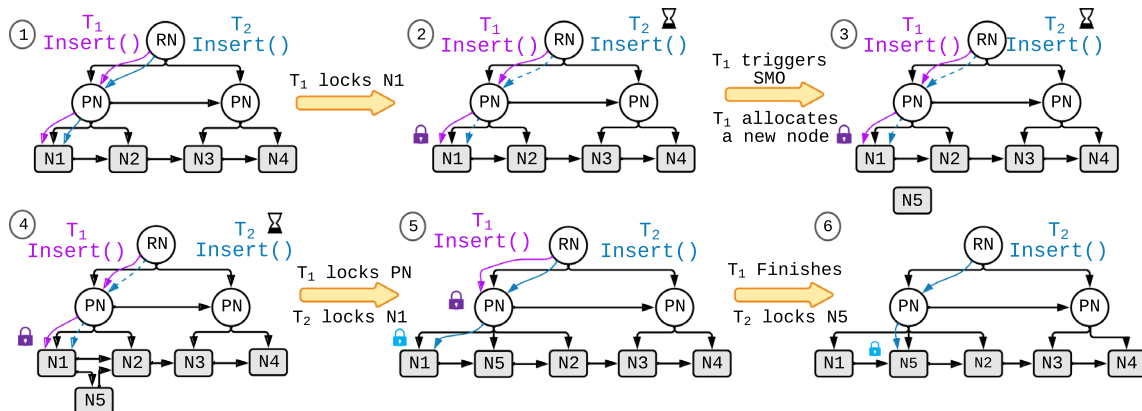 1
T1
Insert()
RN
T2
Insert()
PN
PN
N1
N2
N3
N4
T1 locks N1
2
T1
Insert()
RN
T2
Insert()
PN
PN
N1
N2
N3
N4
T1 triggers
SMO
T1 allocates
a new node
3
T1
Insert()
RN
T2
Insert()
PN
PN
N1
N2
N3
N4
N5
4
T1
Insert()
RN
T2
Insert()
PN
PN
N1
N2
N3
N4
N5
T1 locks PN
T2 locks N1
5
T1
Insert()
RN
T2
Insert()
PN
PN
N1
N5
N2
N3
N4
T1 Finishes
T2 locks N5
6
RN
T2
Insert()
PN
PN
N1
N5
N2
N3
N4